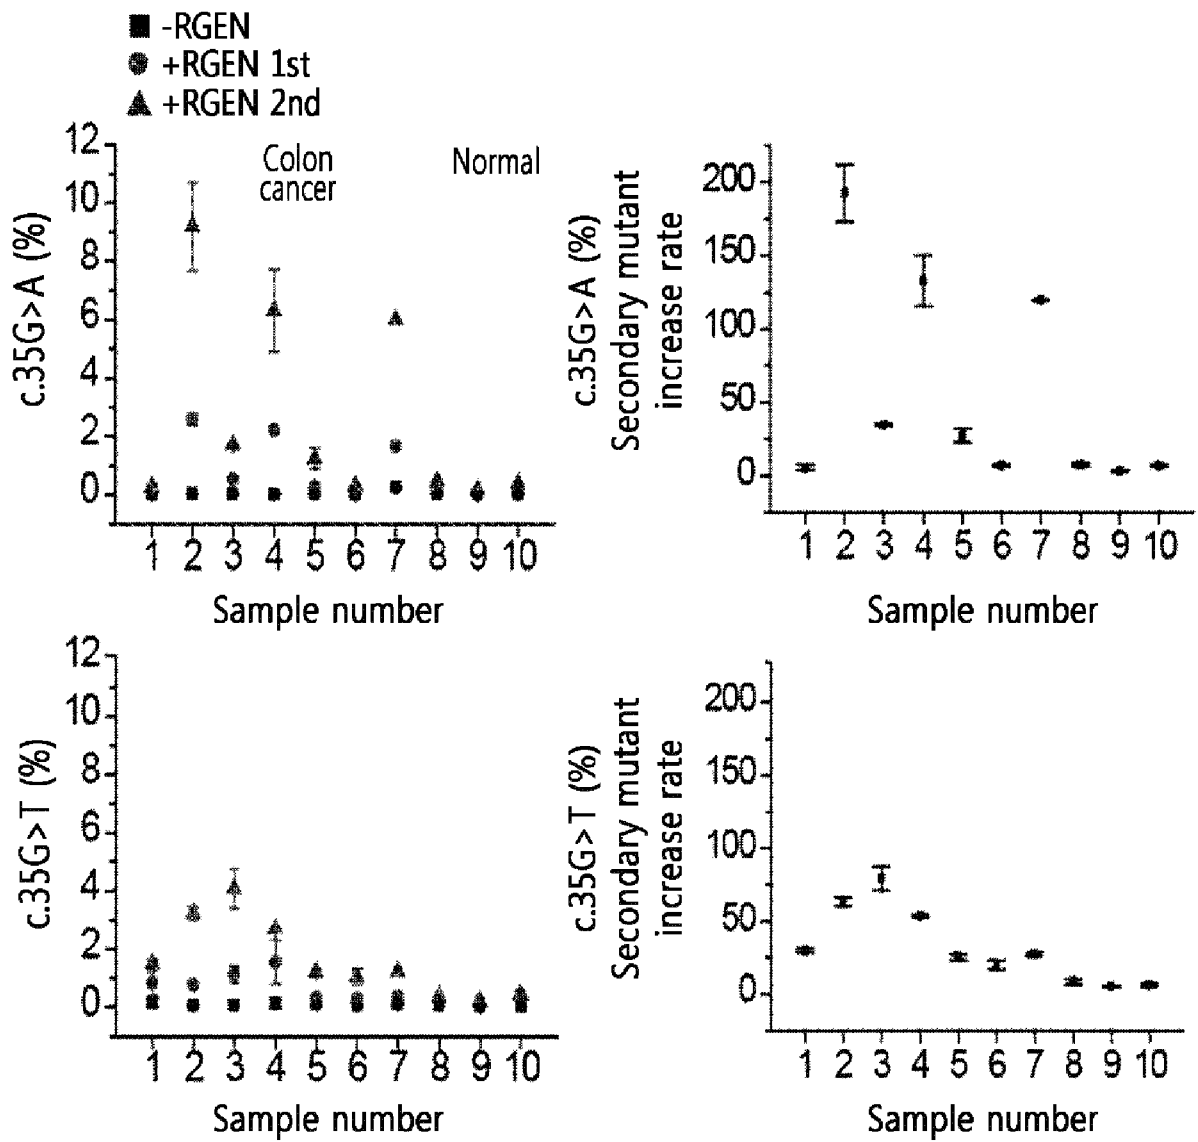 -RGEN
+RGEN 1st
+RGEN 2nd
c.35G>A (%)
12
10
8
6
4
2
0
Colon
cancer
Normal
1 2 3 4 5 6 7 8 9 10
Sample number
c.35G>A (%)
Secondary mutant
increase rate
200
150
100
50
0
1 2 3 4 5 6 7 8 9 10
Sample number
c.35G>T (%)
12
10
8
6
4
2
0
1 2 3 4 5 6 7 8 9 10
Sample number
c.35G>T (%)
Secondary mutant
increase rate
200
150
100
50
0
1 2 3 4 5 6 7 8 9 10
Sample number